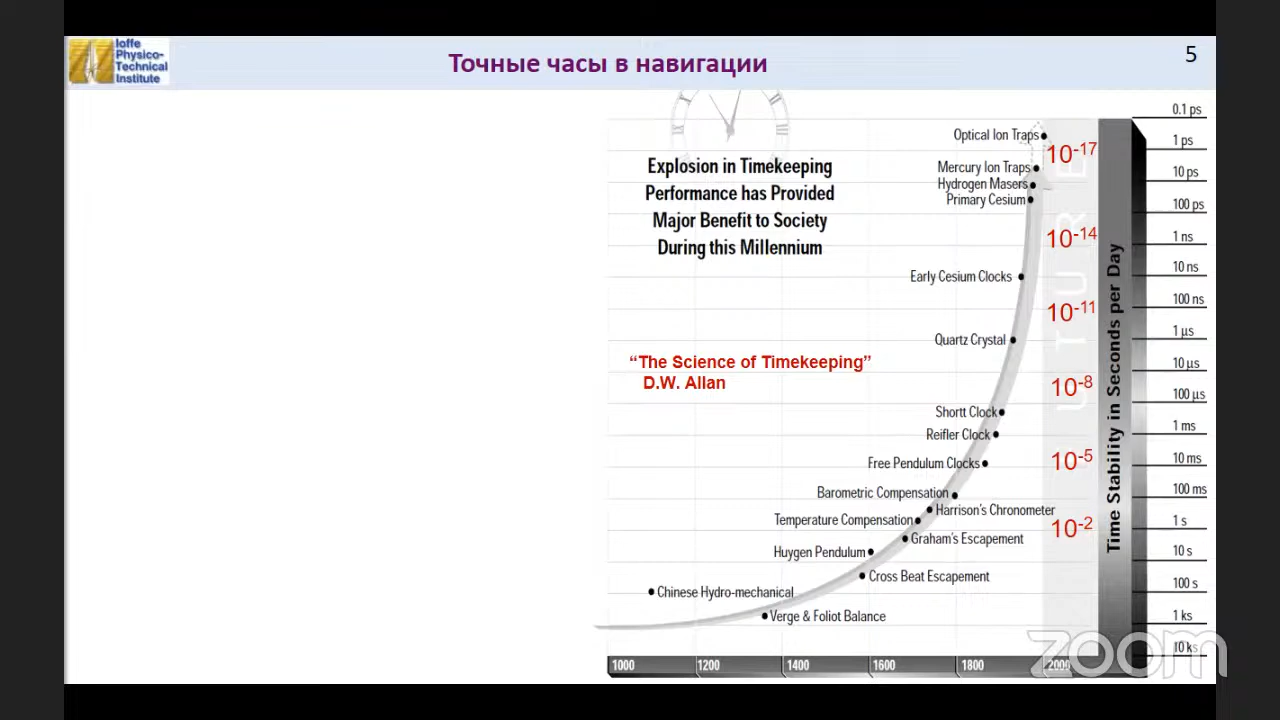 Ioffe
Physico-
Technical
Institute
Точные часы в навигации
5
Explosion in Timekeeping
Performance has Provided
Major Benefit to Society
During this Millennium
“The Science of Timekeeping”
D.W. Allan
Optical Ion Traps
Mercury Ion Traps
Hydrogen Masers
Primary Cesium
Early Cesium Clocks
Quartz Crystal
Shortt Clock
Reifler Clock
Free Pendulum Clocks
Barometric Compensation
Harrison's Chronometer
Temperature Compensation
Graham's Escapement
Huygen Pendulum
Cross Beat Escapement
Chinese Hydro-mechanical
Verge & Foliot Balance
10-17
10-14
10-11
10-8
10-5
10-2
Time Stability in Seconds per Day
0.1 ps
1 ps
10 ps
100 ps
1 ns
10 ns
100 ns
1 µs
10 µs
100 µs
1 ms
10 ms
100 ms
1 s
10 s
100 s
1 ks
10 ks
1000 1200 1400 1600 1800 2000
zoom